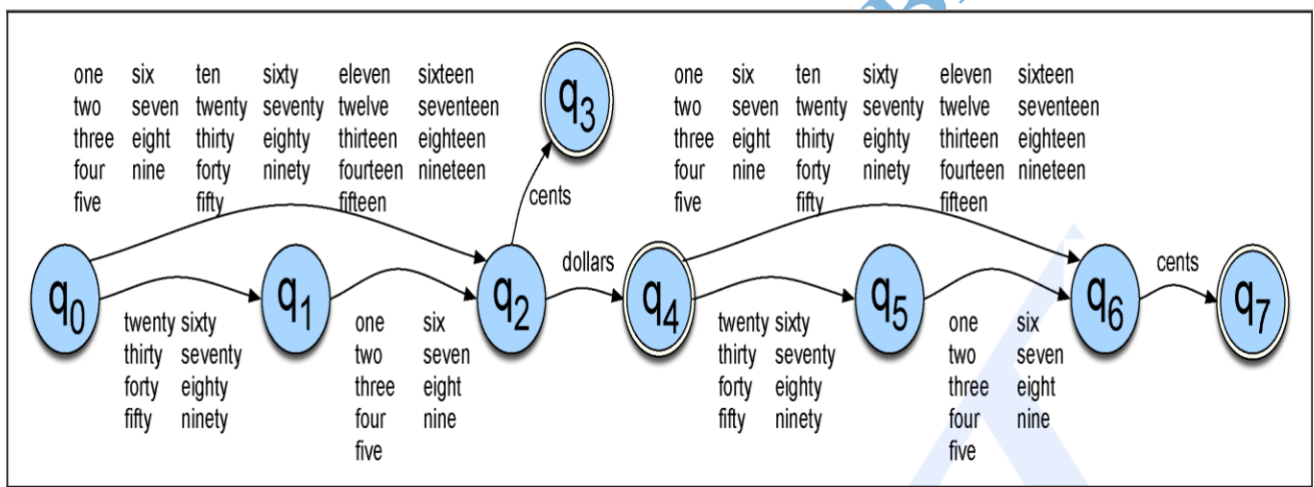 one six ten sixty eleven sixteen
two seven twenty seventy twelve seventeen
three eight thirty eighty thirteen eighteen
four nine forty ninety fourteen nineteen
five fifty fifteen
q3
cents
one six ten sixty eleven sixteen
two seven twenty seventy twelve seventeen
three eight thirty eighty thirteen eighteen
four nine forty ninety fourteen nineteen
five fifty fifteen
q0
q1
q2
dollars
q4
q5
q6
cents
q7
twenty sixty
thirty seventy
forty eighty
fifty ninety
one six
two seven
three eight
four nine
five
twenty sixty
thirty seventy
forty eighty
fifty ninety
one six
two seven
three eight
four nine
five